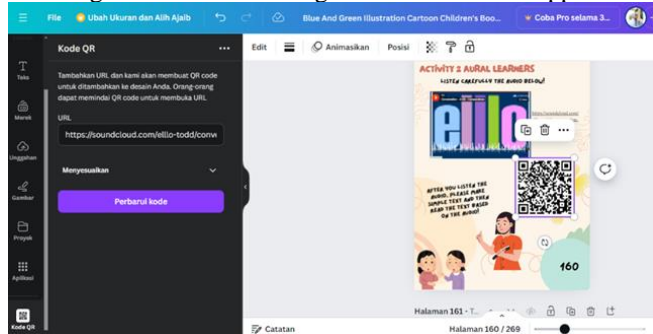 File
Ubah Ukuran dan Alih Ajaib
Blue And Green Illustration Cartoon Children's Boo...
Coba Pro selama 3...
Teks
Merek
Unggahan
Gambar
Proyek
Aplikasi
Kode QR
Kode QR
Tambahkan URL dan kami akan membuat QR code
untuk ditambahkan ke desain Anda. Orang-orang
dapat memindai QR code untuk membuka URL.
URL
https://soundcloud.com/elllo-todd/conve
Menyesuaikan
Perbarui kode
Edit
Animasikan
Posisi
ACTIVITY 2 AURAL LEARNERS
LISTEN CAREFULLY THE AUDIO BELOW!
elllo
AFTER YOU LISTEN THE
AUDIO, PLEASE MAKE
SIMPLE TEXT AND THEN
READ THE TEXT BASED
ON THE AUDIO!
160
Halaman 161 - T...
Catatan
Halaman 160 / 269